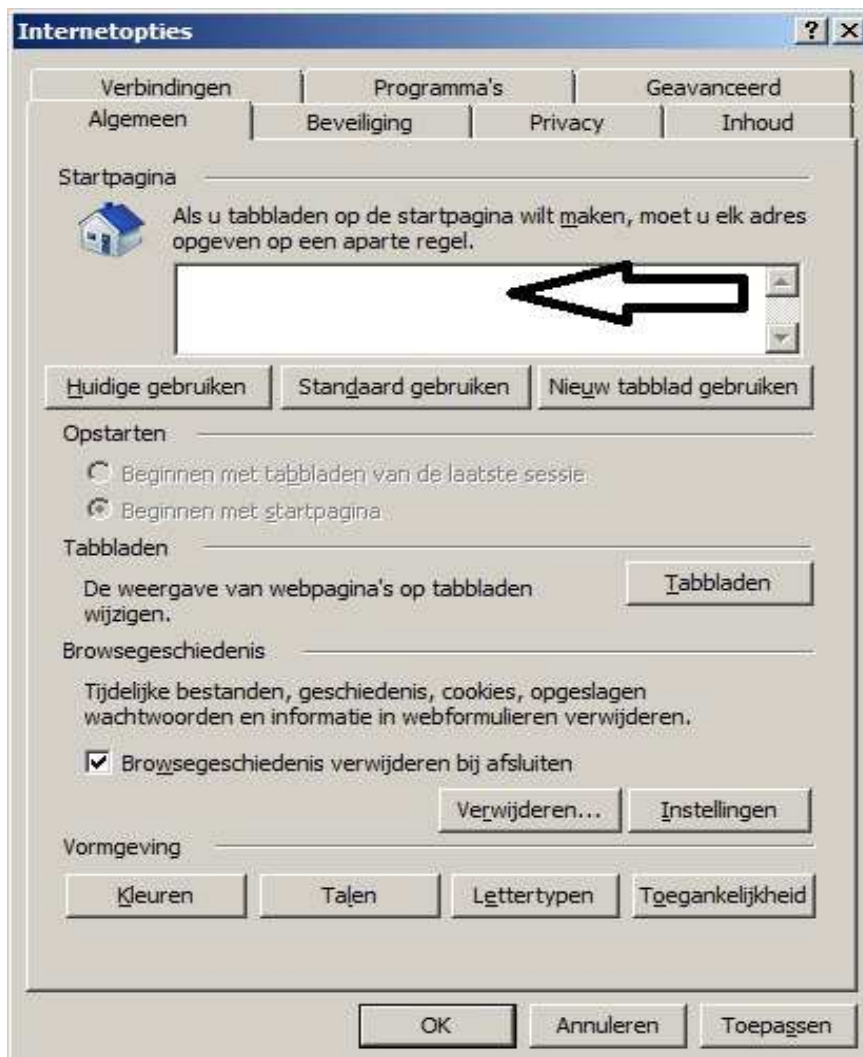 Internetopties
Verbindingen Programma's Geavanceerd
Algemeen Beveiliging Privacy Inhoud
Startpagina
Als u tabbladen op de startpagina wilt maken, moet u elk adres
opgeven op een aparte regel.
Huidige gebruiken Standaard gebruiken Nieuw tabblad gebruiken
Opstarten
Beginnen met tabbladen van de laatste sessie
Beginnen met startpagina
Tabbladen
De weergave van webpagina's op tabbladen
wijzigen.
Tabbladen
Browsegeschiedenis
Tijdelijke bestanden, geschiedenis, cookies, opgeslagen
wachtwoorden en informatie in webformulieren verwijderen.
Browsegeschiedenis verwijderen bij afsluiten
Verwijderen... Instellingen
Vormgeving
Kleuren Talen Lettertypen Toegankelijkheid
OK Annuleren Toepassen